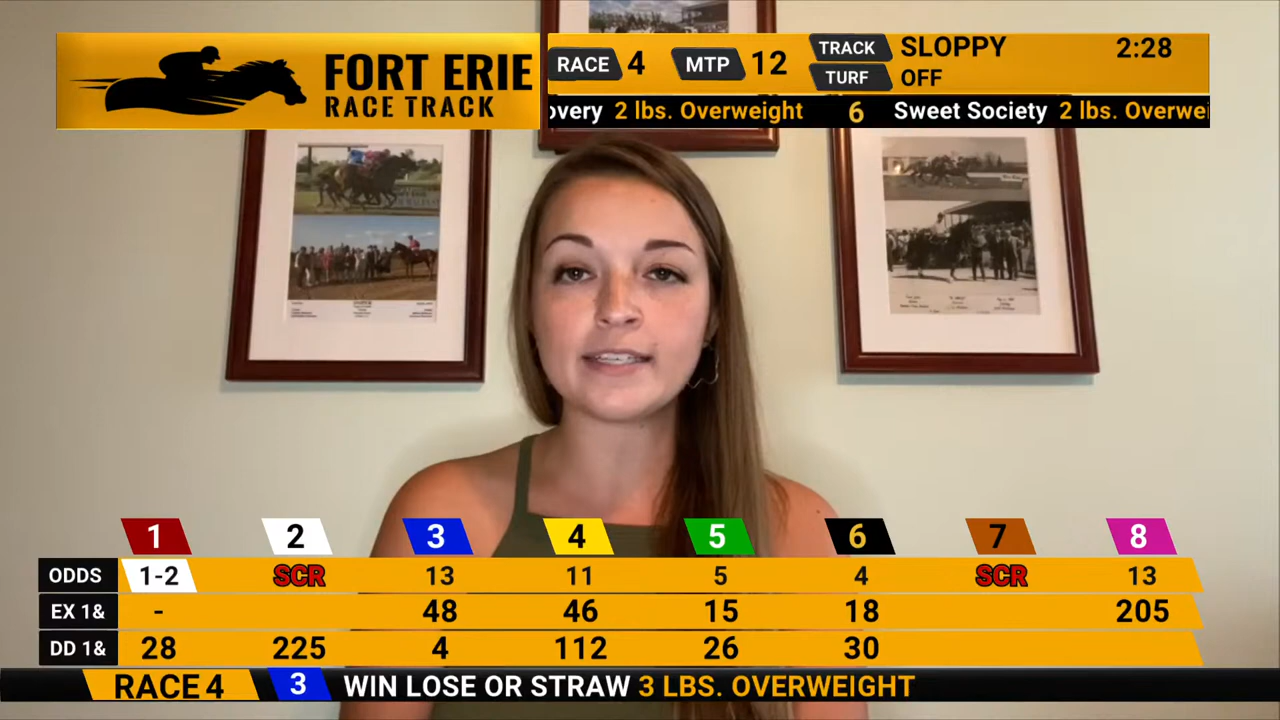 FORT ERIE
RACE TRACK
RACE 4 MTP 12 TRACK SLOPPY 2:28
TURF OFF
overy 2 lbs. Overweight 6 Sweet Society 2 lbs. Overwei
1 2 3 4 5 6 7 8
ODDS 1-2 SCR 13 11 5 4 SCR 13
EX 1& - 48 46 15 18 205
DD 1& 28 225 4 112 26 30
RACE 4 3 WIN LOSE OR STRAW 3 LBS. OVERWEIGHT